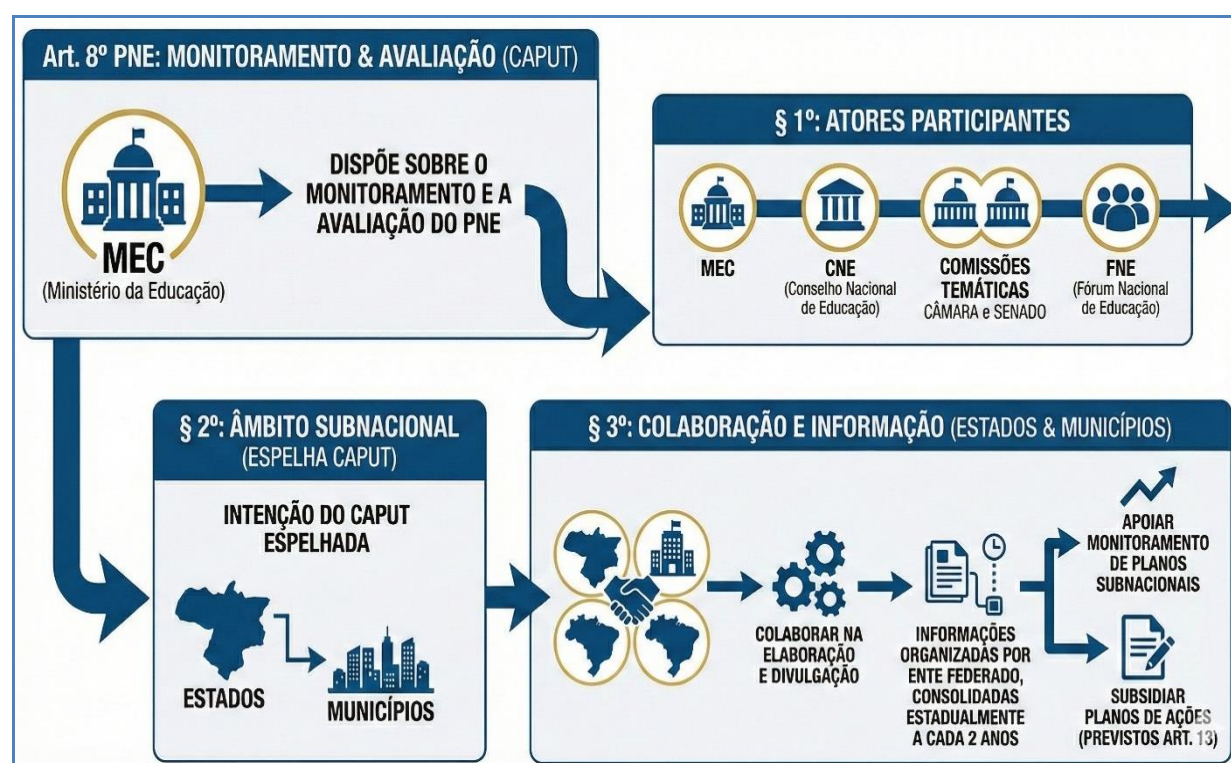 Art. 8º PNE: MONITORAMENTO & AVALIAÇÃO (CAPUT)
MEC
(Ministério da Educação)
DISPÕE SOBRE O
MONITORAMENTO E A
AVALIAÇÃO DO PNE
§ 1º: ATORES PARTICIPANTES
MEC
CNE
(Conselho Nacional
de Educação)
COMISSÕES
TEMÁTICAS
CÂMARA e SENADO
FNE
(Fórum Nacional
de Educação)
§ 2º: ÂMBITO SUBNACIONAL
(ESPELHA CAPUT)
INTENÇÃO DO CAPUT
ESPELHADA
ESTADOS
MUNICÍPIOS
§ 3º: COLABORAÇÃO E INFORMAÇÃO (ESTADOS & MUNICÍPIOS)
COLABORAR NA
ELABORAÇÃO
E DIVULGAÇÃO
INFORMAÇÕES
ORGANIZADAS POR
ENTE FEDERADO,
CONSOLIDADAS
ESTADUALMENTE
A CADA 2 ANOS
APOIAR
MONITORAMENTO
DE PLANOS
SUBNACIONAIS
SUBSIDIAR
PLANOS DE AÇÕES
(PREVISTOS ART. 13)